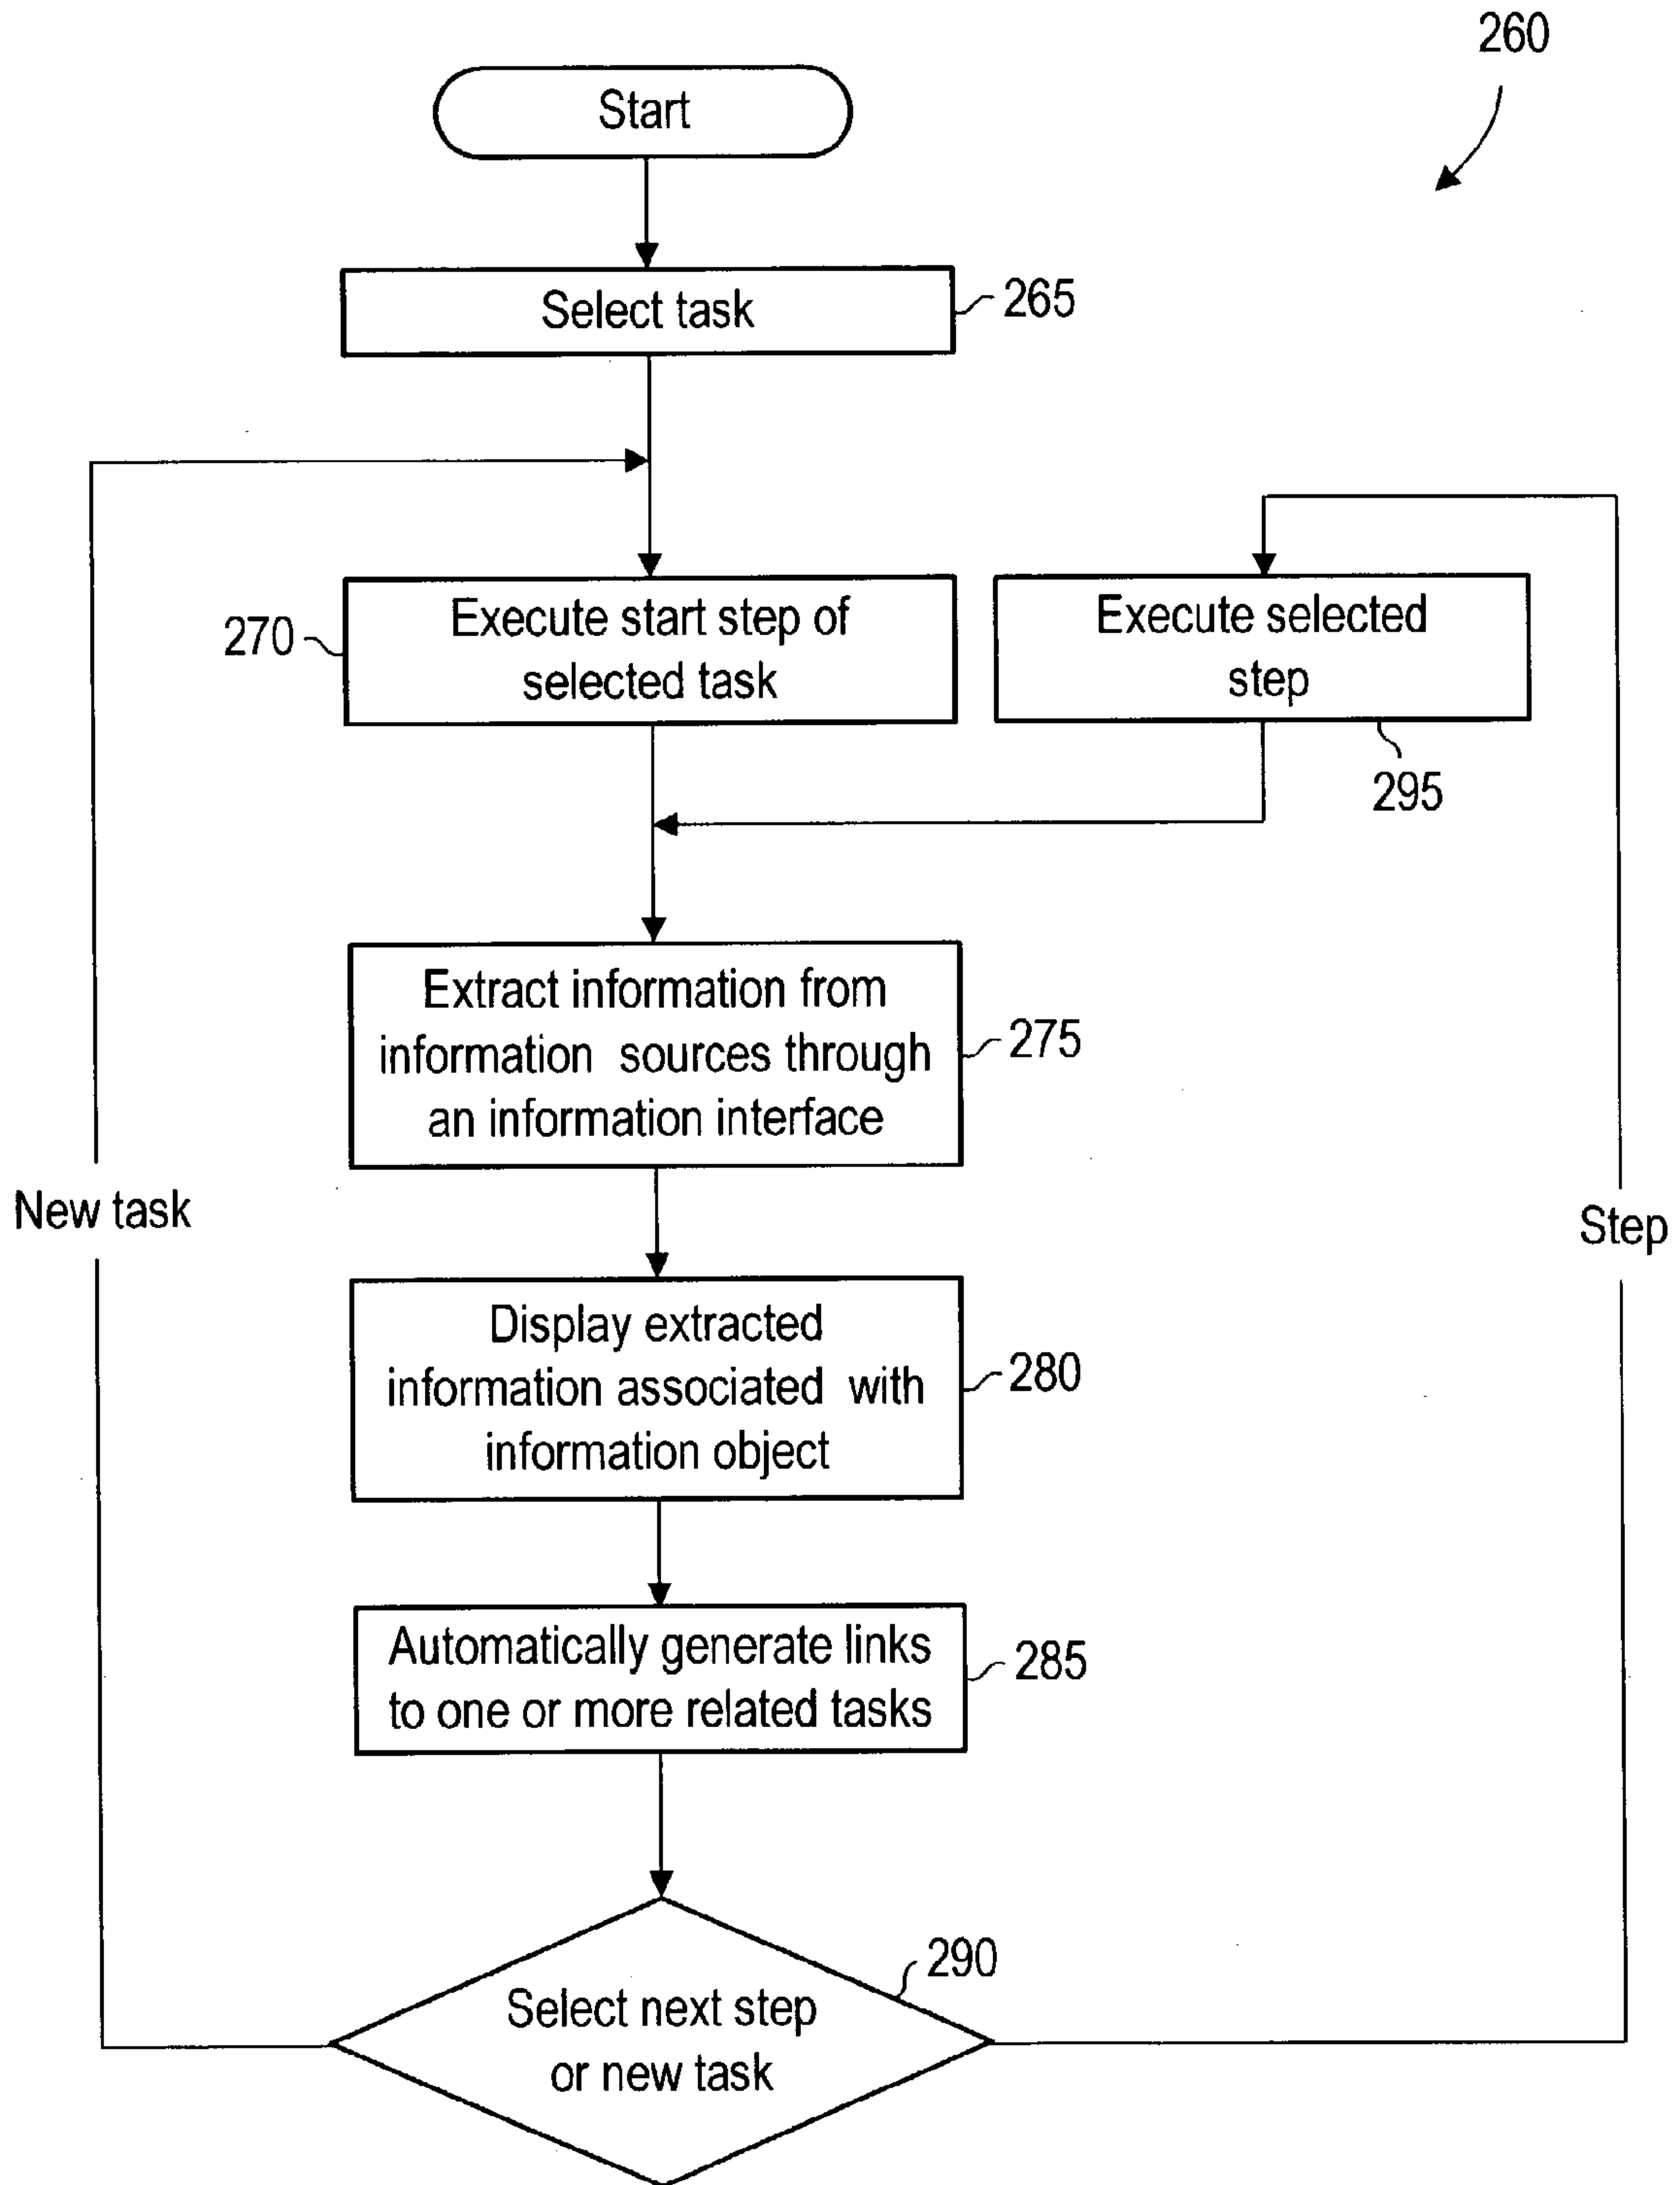 260
Start
Select task
265
Execute start step of
selected task
270
Execute selected
step
295
Extract information from
information sources through
an information interface
275
New task
Step
Display extracted
information associated with
information object
280
Automatically generate links
to one or more related tasks
285
290
Select next step
or new task